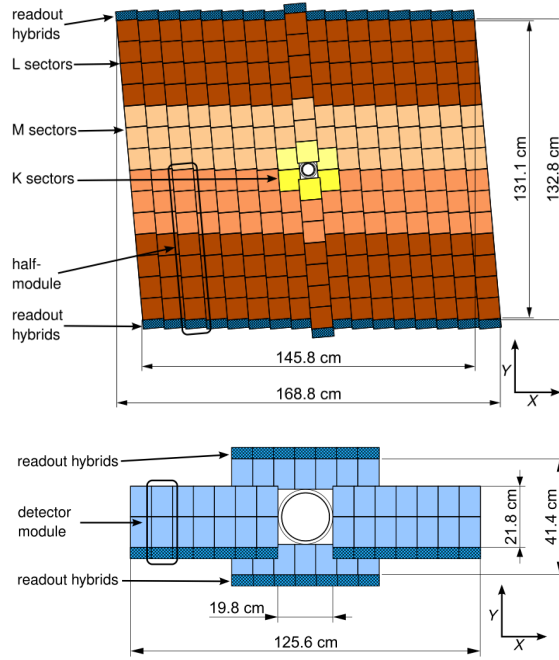 readout
hybrids
L sectors
M sectors
K sectors
half-
module
readout
hybrids
131.1 cm
132.8 cm
145.8 cm
168.8 cm
Y
X
readout hybrids
detector
module
readout hybrids
21.8 cm
41.4 cm
19.8 cm
125.6 cm
Y
X